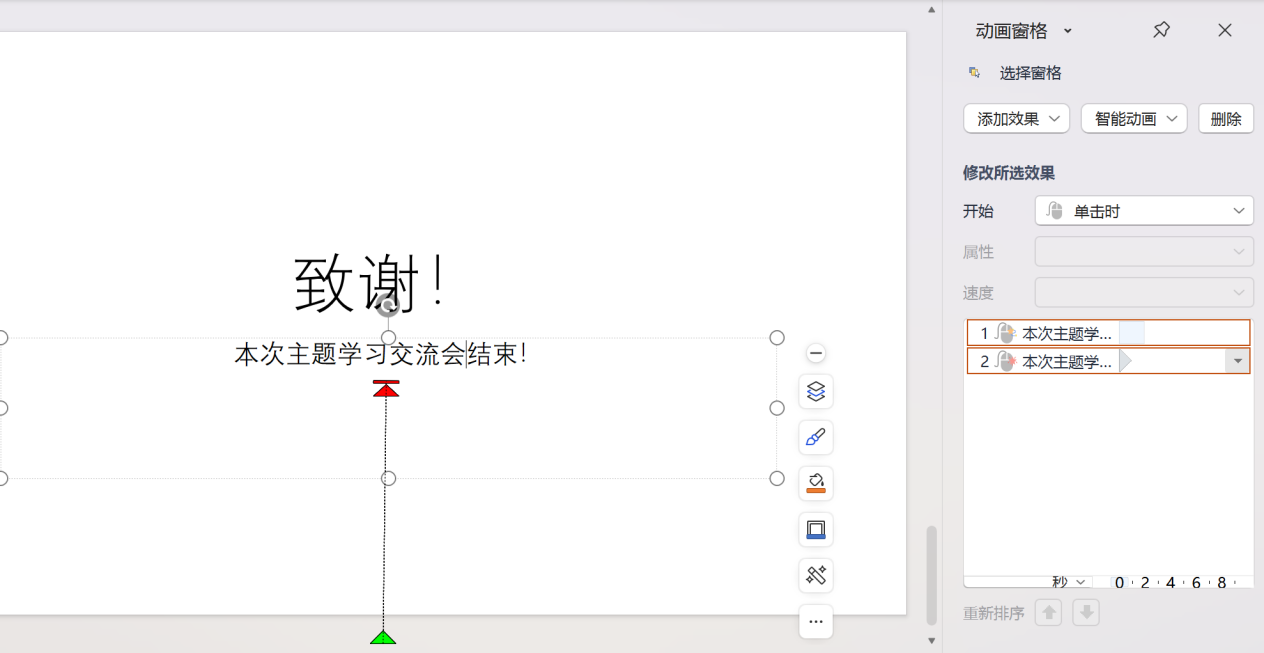 致谢！
本次主题学习交流会结束！
动画窗格
选择窗格
添加效果
智能动画
删除
修改所选效果
开始
单击时
属性
速度
1 本次主题学...
2 本次主题学...
秒 0 2 4 6 8
重新排序